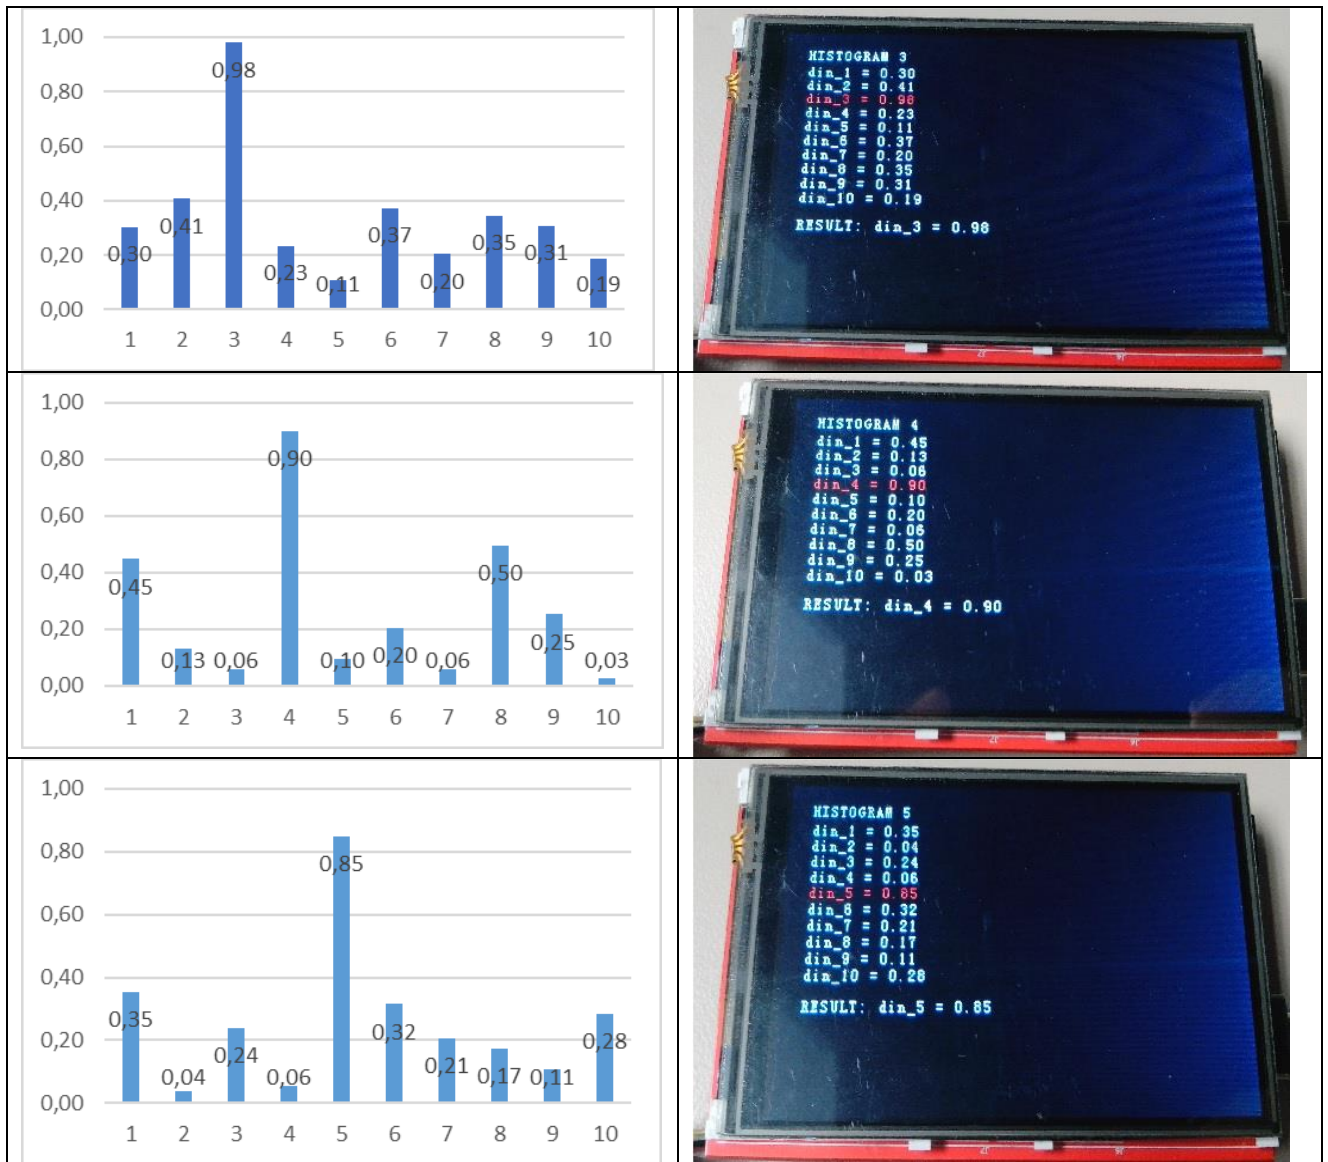 1,00
0,80
0,60
0,40
0,20
0,00
0,30
0,41
0,98
0,23
0,11
0,37
0,20
0,35
0,31
0,19
1 2 3 4 5 6 7 8 9 10
HISTOGRAM 3
din_1 = 0.30
din_2 = 0.41
din_3 = 0.98
din_4 = 0.23
din_5 = 0.11
din_6 = 0.37
din_7 = 0.20
din_8 = 0.35
din_9 = 0.31
din_10 = 0.19
RESULT: din_3 = 0.98
1,00
0,80
0,60
0,40
0,20
0,00
0,45
0,13
0,06
0,90
0,10
0,20
0,06
0,50
0,25
0,03
1 2 3 4 5 6 7 8 9 10
HISTOGRAM 4
din_1 = 0.45
din_2 = 0.13
din_3 = 0.06
din_4 = 0.90
din_5 = 0.10
din_6 = 0.20
din_7 = 0.06
din_8 = 0.50
din_9 = 0.25
din_10 = 0.03
RESULT: din_4 = 0.90
1,00
0,80
0,60
0,40
0,20
0,00
0,35
0,04
0,24
0,06
0,85
0,32
0,21
0,17
0,11
0,28
1 2 3 4 5 6 7 8 9 10
HISTOGRAM 5
din_1 = 0.35
din_2 = 0.04
din_3 = 0.24
din_4 = 0.06
din_5 = 0.85
din_6 = 0.32
din_7 = 0.21
din_8 = 0.17
din_9 = 0.11
din_10 = 0.28
RESULT: din_5 = 0.85